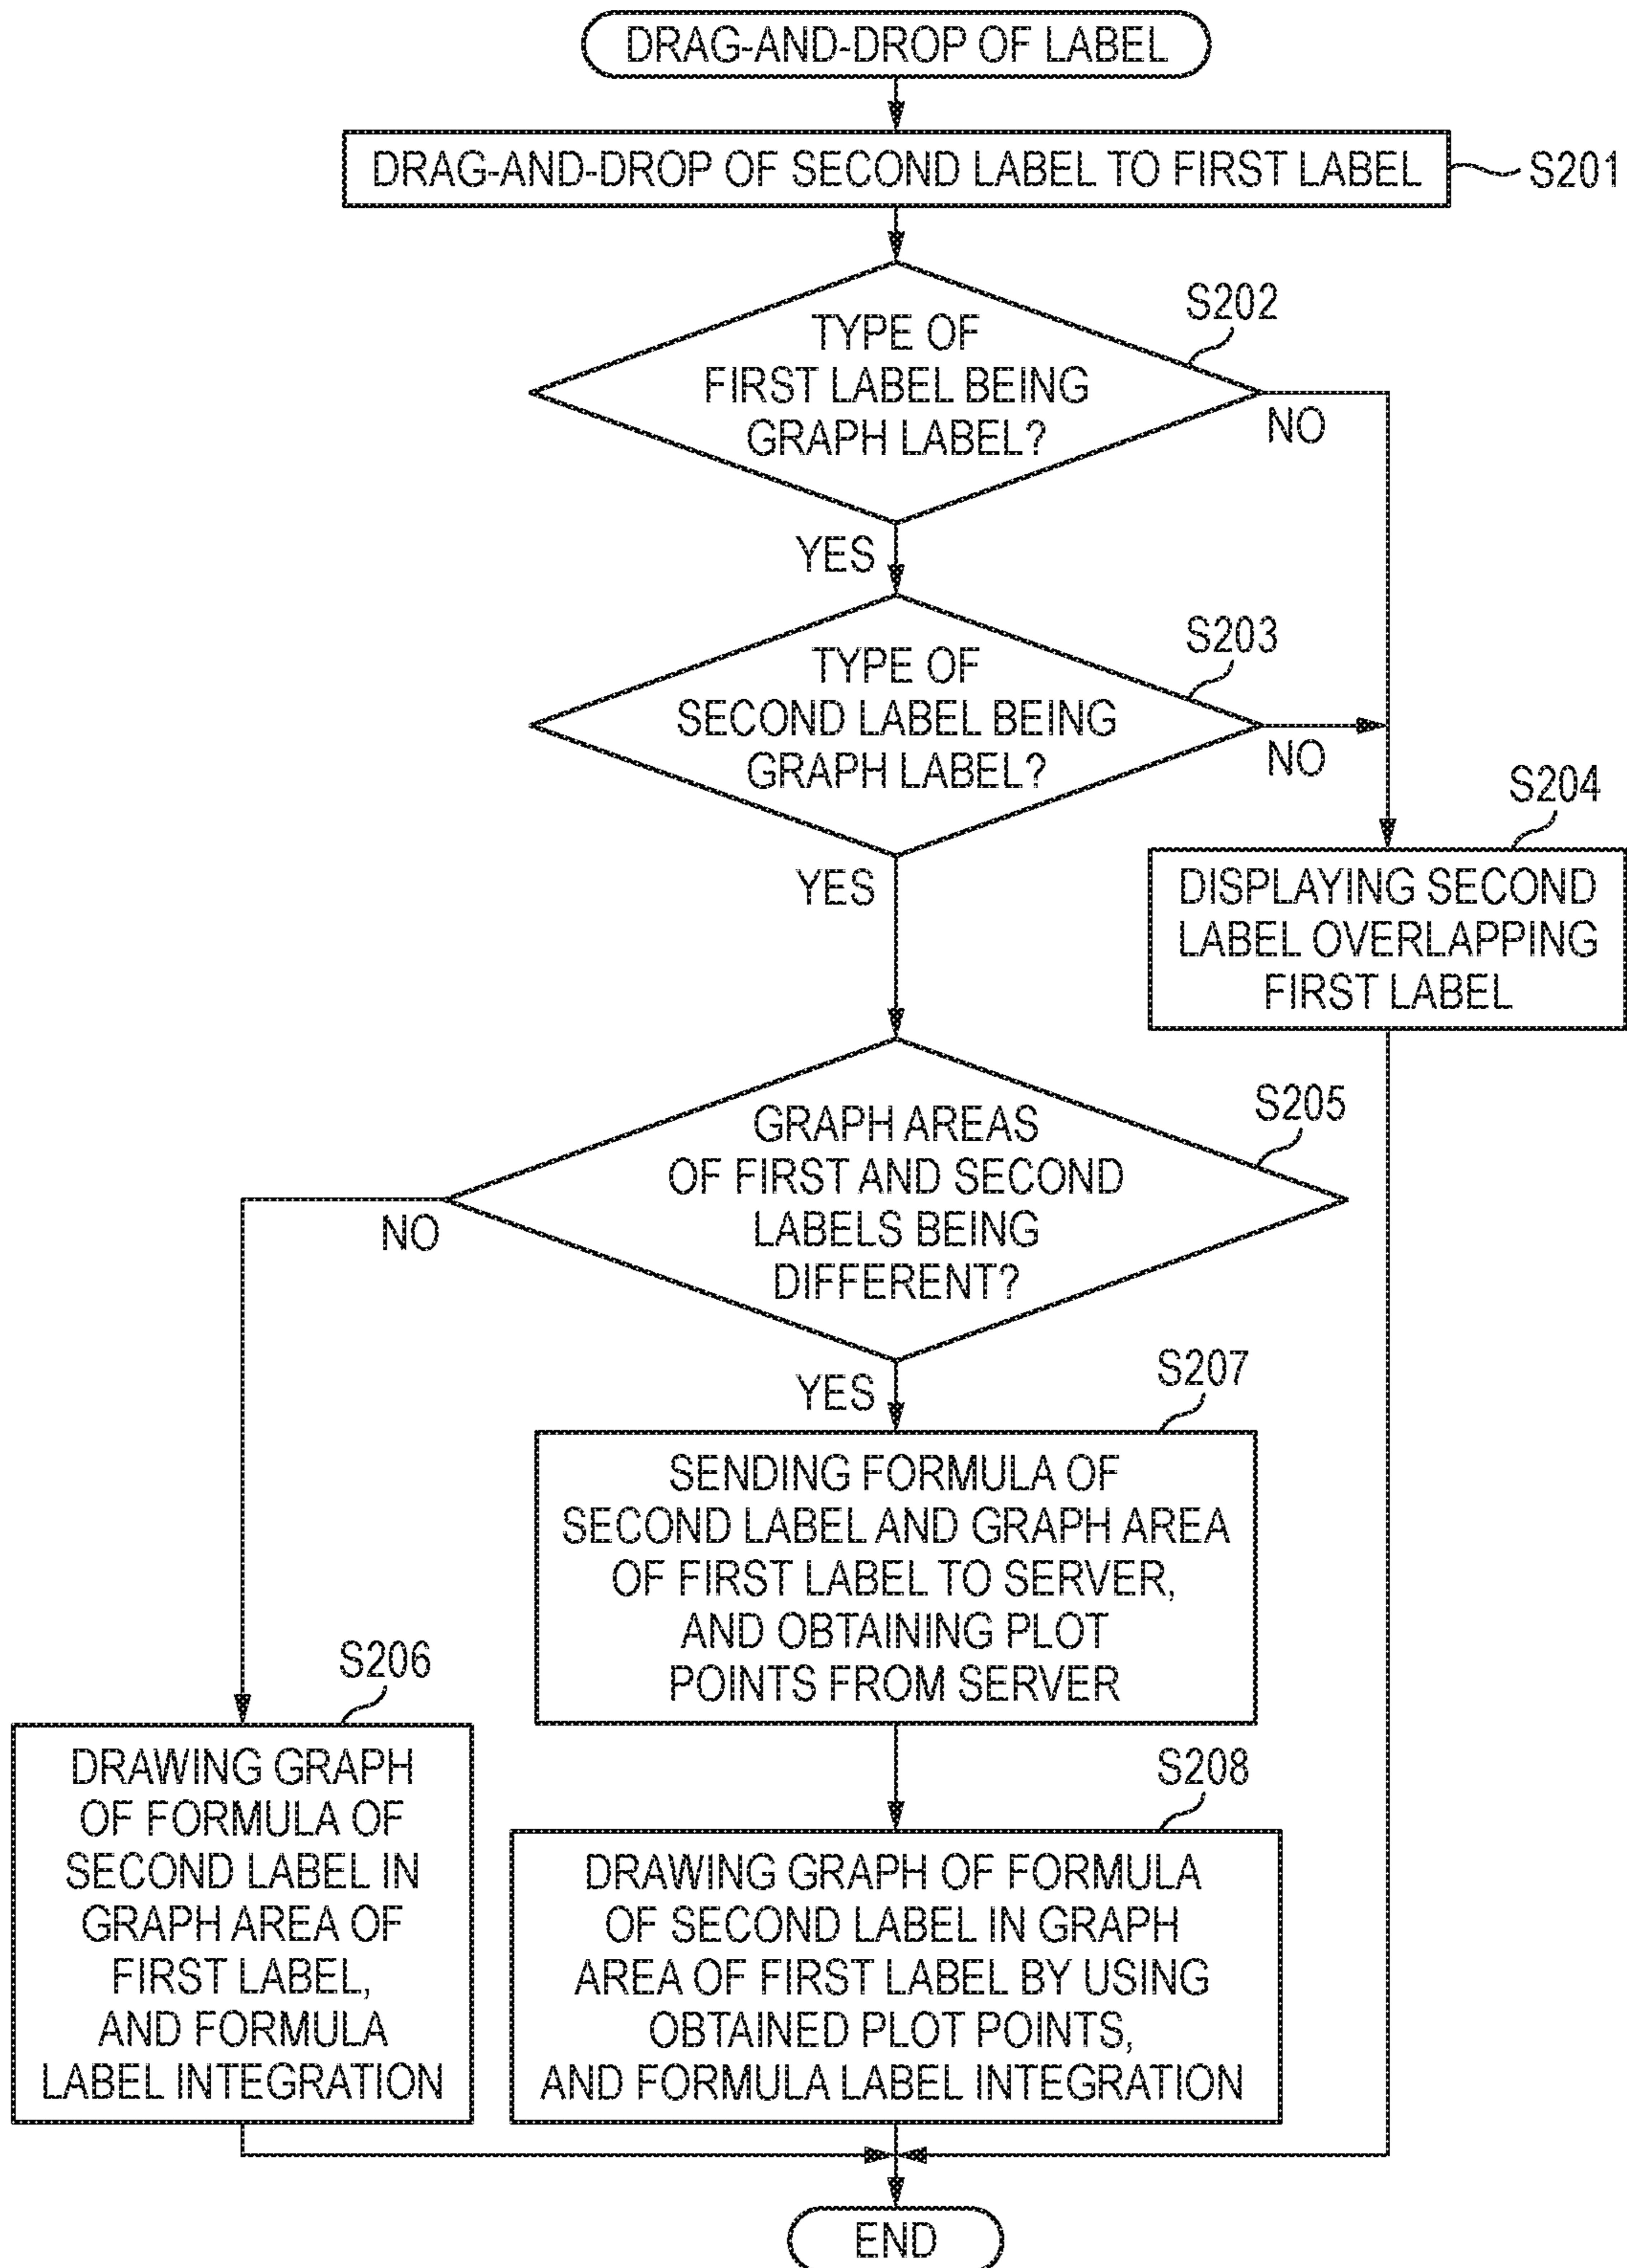 DRAG-AND-DROP OF LABEL
DRAG-AND-DROP OF SECOND LABEL TO FIRST LABEL
S201
S202
TYPE OF
FIRST LABEL BEING
GRAPH LABEL?
NO
YES
S203
TYPE OF
SECOND LABEL BEING
GRAPH LABEL?
NO
YES
S204
DISPLAYING SECOND
LABEL OVERLAPPING
FIRST LABEL
S205
GRAPH AREAS
OF FIRST AND SECOND
LABELS BEING
DIFFERENT?
NO
YES
S207
SENDING FORMULA OF
SECOND LABEL AND GRAPH AREA
OF FIRST LABEL TO SERVER,
AND OBTAINING PLOT
POINTS FROM SERVER
S206
DRAWING GRAPH
OF FORMULA OF
SECOND LABEL IN
GRAPH AREA OF
FIRST LABEL,
AND FORMULA
LABEL INTEGRATION
S208
DRAWING GRAPH OF FORMULA
OF SECOND LABEL IN GRAPH
AREA OF FIRST LABEL BY USING
OBTAINED PLOT POINTS,
AND FORMULA LABEL INTEGRATION
END